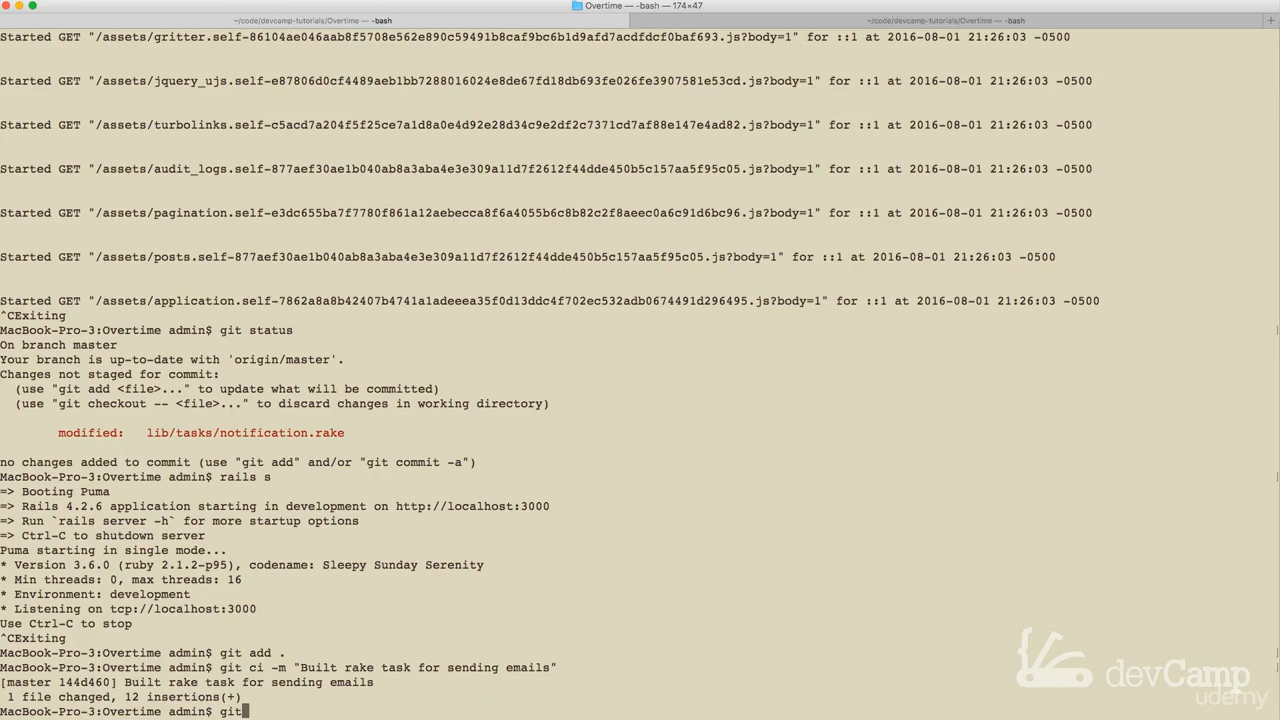 Overtime — -bash — 174×47
~/code/devcamp-tutorials/Overtime — -bash
~/code/devcamp-tutorials/Overtime — -bash
Started GET "/assets/gritter.self-86104ae046aab8f5708e562e890c59491b8caf9bc6b1d9afd7acdfdcf0baf693.js?body=1" for ::1 at 2016-08-01 21:26:03 -0500
Started GET "/assets/jquery_ujs.self-e87806d0cf4489aeb1bb7288016024e8de67fd18db693fe026fe3907581e53cd.js?body=1" for ::1 at 2016-08-01 21:26:03 -0500
Started GET "/assets/turbolinks.self-c5acd7a204f5f25ce7a1d8a0e4d92e28d34c9e2df2c7371cd7af88e147e4ad82.js?body=1" for ::1 at 2016-08-01 21:26:03 -0500
Started GET "/assets/audit_logs.self-877aef30ae1b040ab8a3aba4e3e309a11d7f2612f44dde450b5c157aa5f95c05.js?body=1" for ::1 at 2016-08-01 21:26:03 -0500
Started GET "/assets/pagination.self-e3dc655ba7f7780f861a12aebecca8f6a4055b6c8b82c2f8aeec0a6c91d6bc96.js?body=1" for ::1 at 2016-08-01 21:26:03 -0500
Started GET "/assets/posts.self-877aef30ae1b040ab8a3aba4e3e309a11d7f2612f44dde450b5c157aa5f95c05.js?body=1" for ::1 at 2016-08-01 21:26:03 -0500
Started GET "/assets/application.self-7862a8a8b42407b4741a1adeeea35f0d13ddc4f702ec532adb0674491d296495.js?body=1" for ::1 at 2016-08-01 21:26:03 -0500
^CExiting
MacBook-Pro-3:Overtime admin$ git status
On branch master
Your branch is up-to-date with 'origin/master'.
Changes not staged for commit:
(use "git add <file>..." to update what will be committed)
(use "git checkout -- <file>..." to discard changes in working directory)
modified: lib/tasks/notification.rake
no changes added to commit (use "git add" and/or "git commit -a")
MacBook-Pro-3:Overtime admin$ rails s
=> Booting Puma
=> Rails 4.2.6 application starting in development on http://localhost:3000
=> Run `rails server -h` for more startup options
=> Ctrl-C to shutdown server
Puma starting in single mode...
* Version 3.6.0 (ruby 2.1.2-p95), codename: Sleepy Sunday Serenity
* Min threads: 0, max threads: 16
* Environment: development
* Listening on tcp://localhost:3000
Use Ctrl-C to stop
^CExiting
MacBook-Pro-3:Overtime admin$ git add .
MacBook-Pro-3:Overtime admin$ git ci -m "Built rake task for sending emails"
[master 144d460] Built rake task for sending emails
1 file changed, 12 insertions(+)
MacBook-Pro-3:Overtime admin$ git
devCamp
udemy